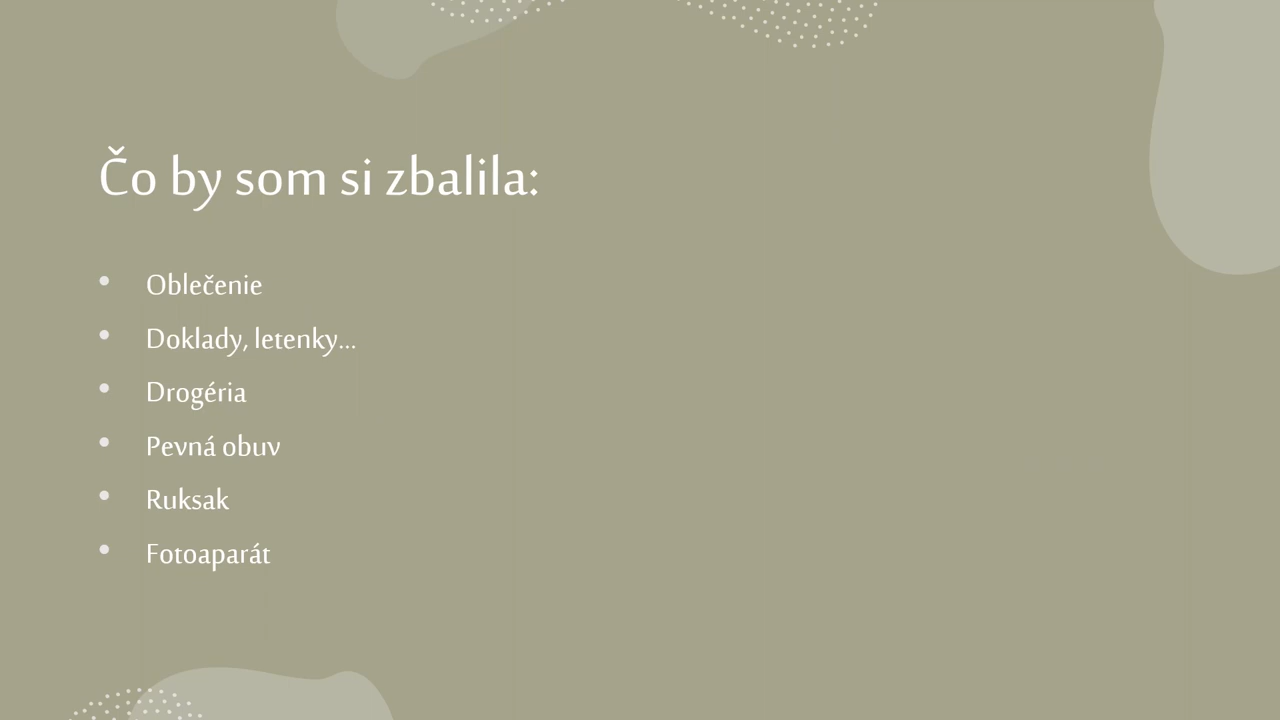 Čo by som si zbalila:
• Oblečenie
• Doklady, letenky...
• Drogéria
• Pevná obuv
• Ruksak
• Fotoaparát